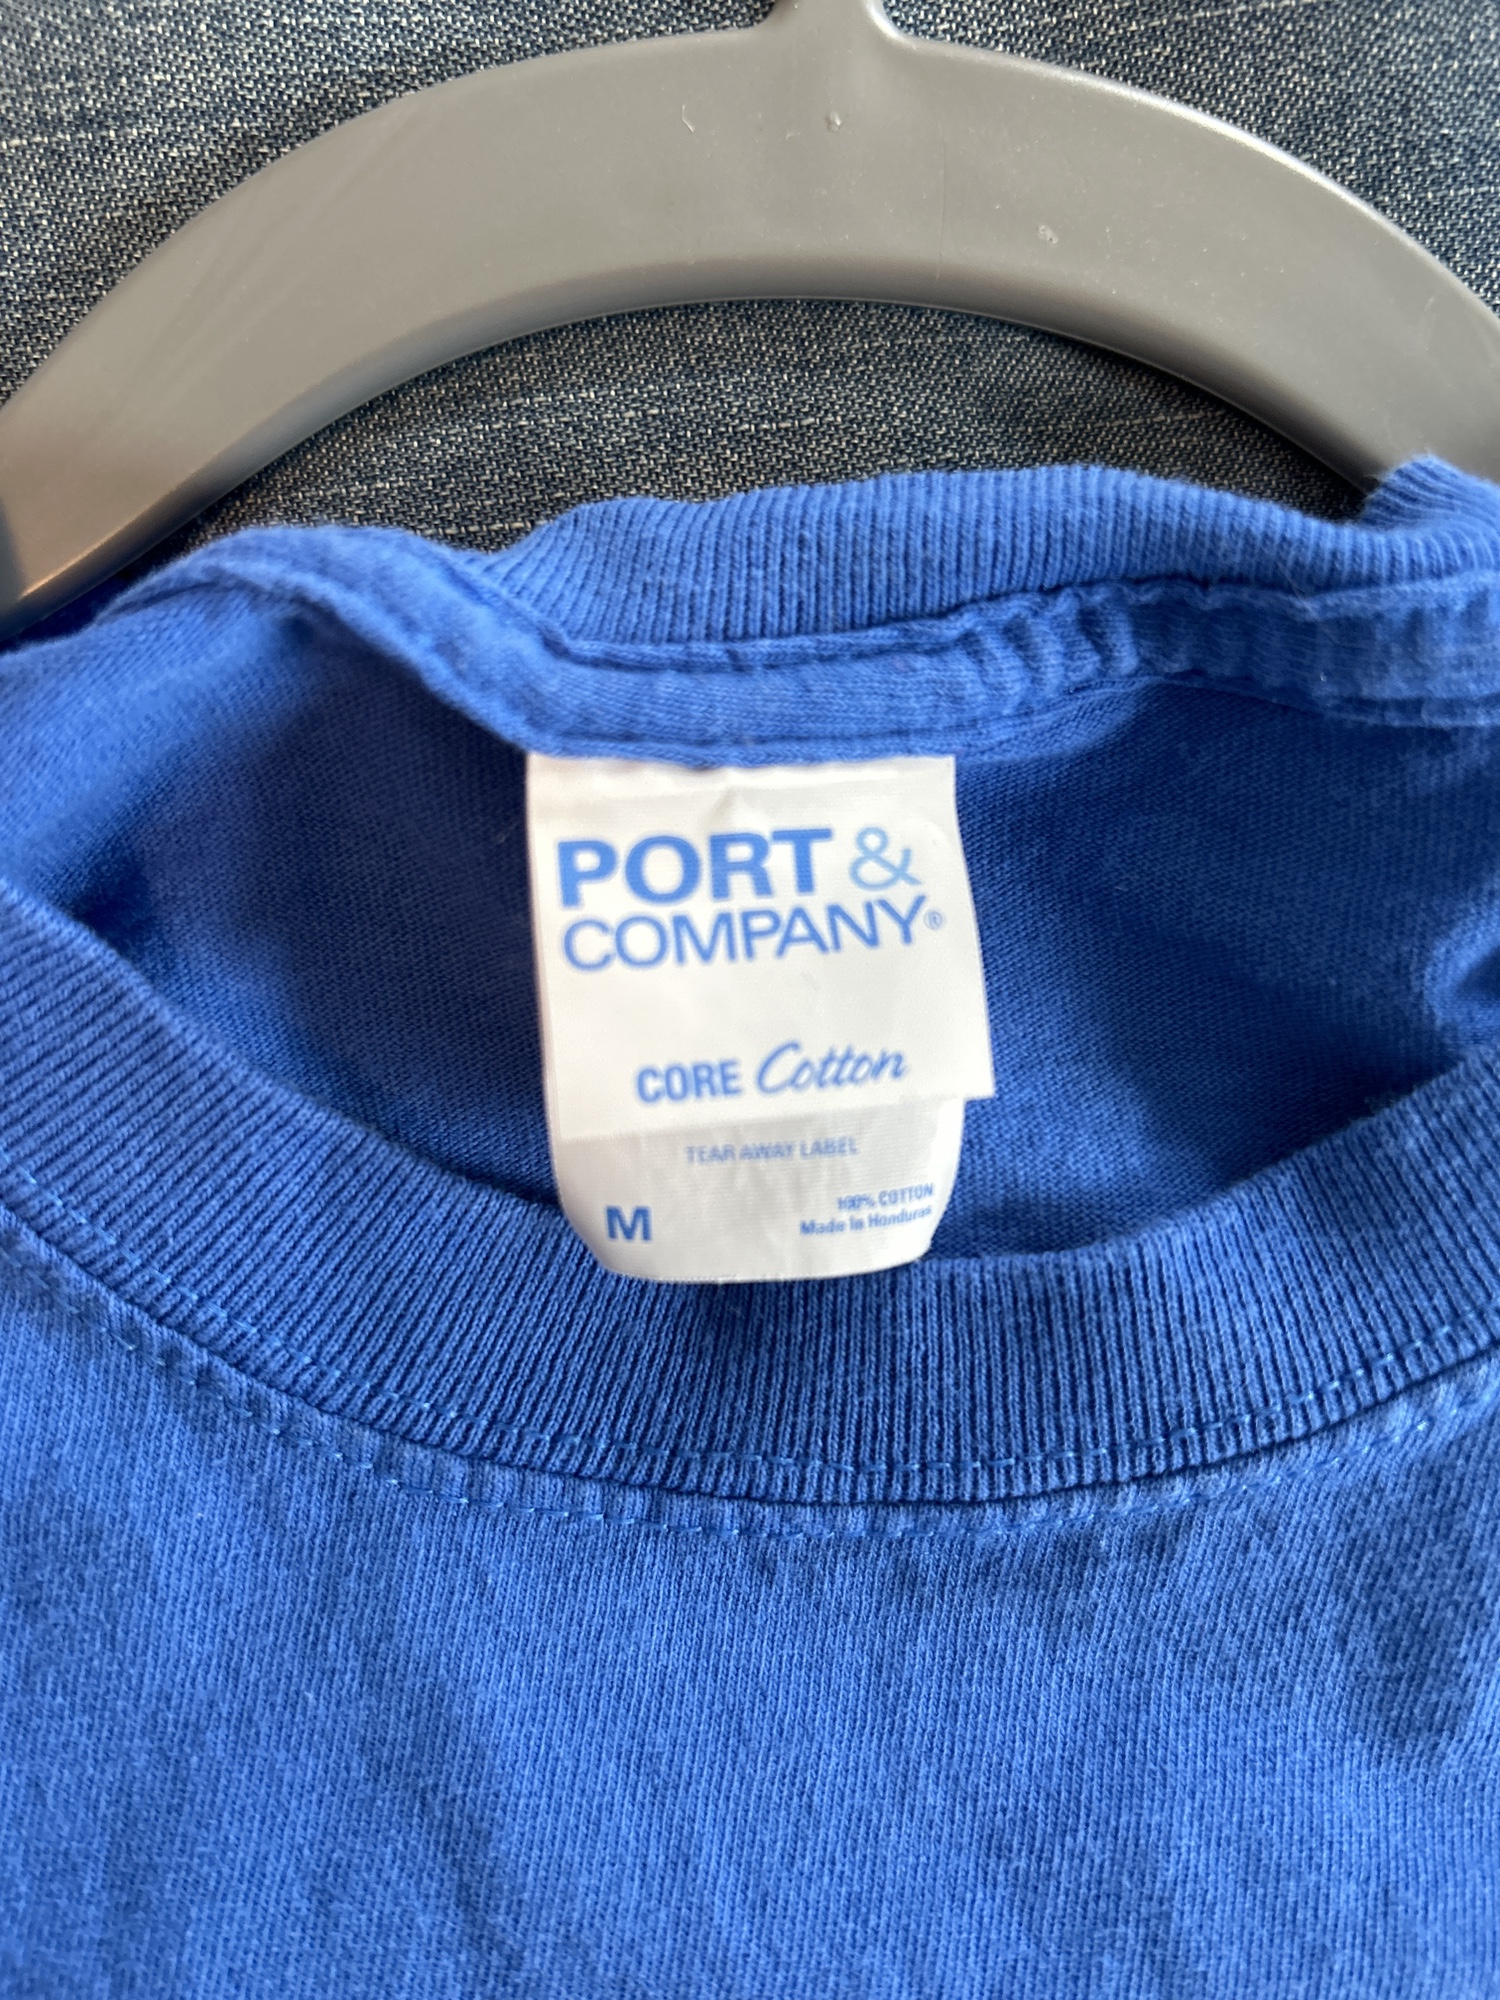 PORT &
COMPANY®
CORE Cotton
TEAR AWAY LABEL
M
100% COTTON
Made in Honduras